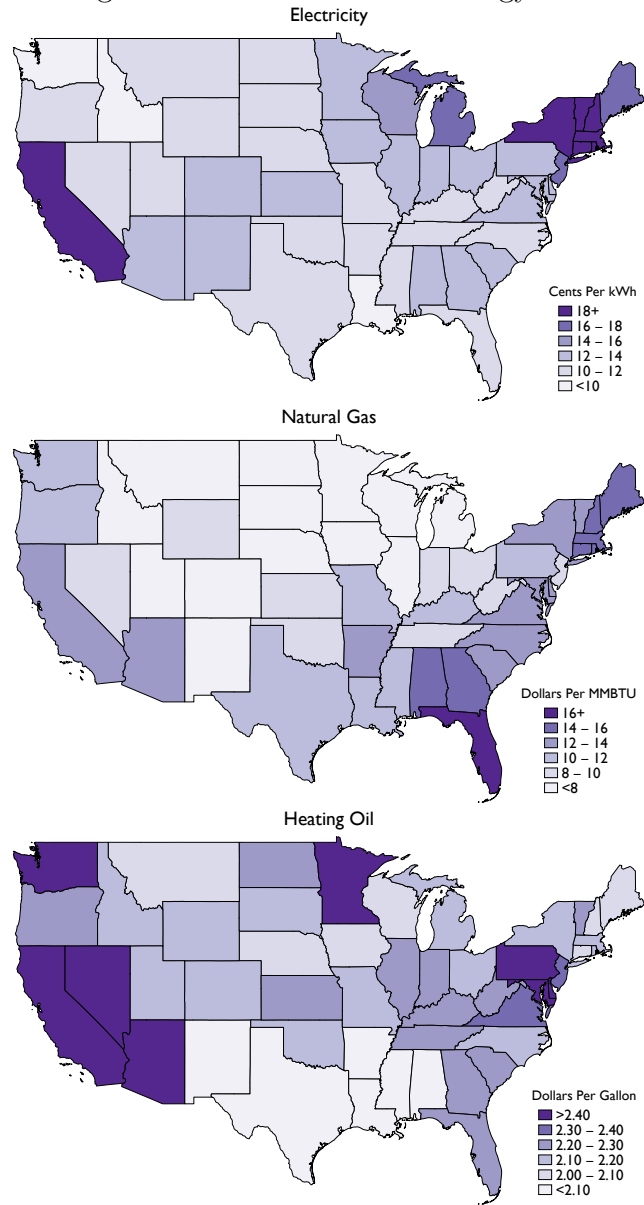 Electricity
Cents Per kWh
18+
16 – 18
14 – 16
12 – 14
10 – 12
<10
Natural Gas
Dollars Per MMBTU
16+
14 – 16
12 – 14
10 – 12
8 – 10
<8
Heating Oil
Dollars Per Gallon
>2.40
2.30 – 2.40
2.20 – 2.30
2.10 – 2.20
2.00 – 2.10
<2.10